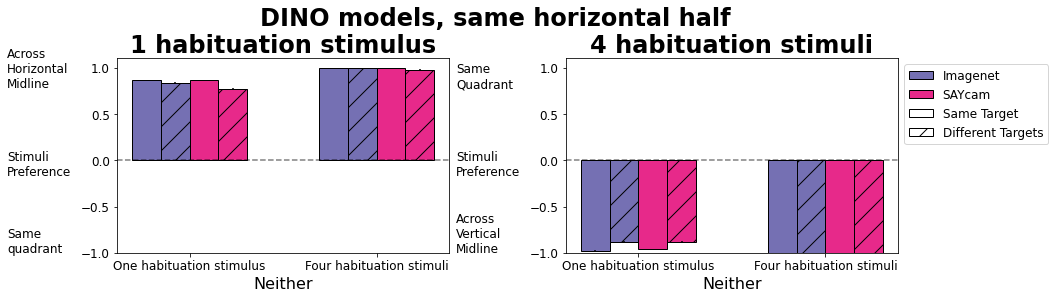 DINO models, same horizontal half
1 habituation stimulus
4 habituation stimuli
Across
Horizontal
Midline
Stimuli
Preference
Same
quadrant
1.0
0.5
0.0
−0.5
−1.0
One habituation stimulus
Four habituation stimuli
Neither
Same
Quadrant
Stimuli
Preference
Across
Vertical
Midline
1.0
0.5
0.0
−0.5
−1.0
One habituation stimulus
Four habituation stimuli
Neither
Imagenet
SAYcam
Same Target
Different Targets